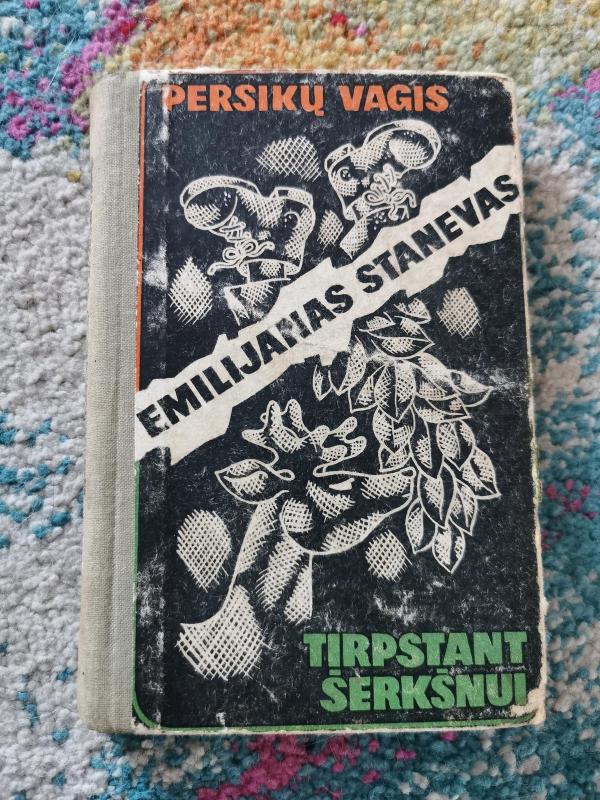 PERSIKŲ VAGIS
EMILIJANAS STANEVAS
TIRPSTANT
ŠERKŠNUI